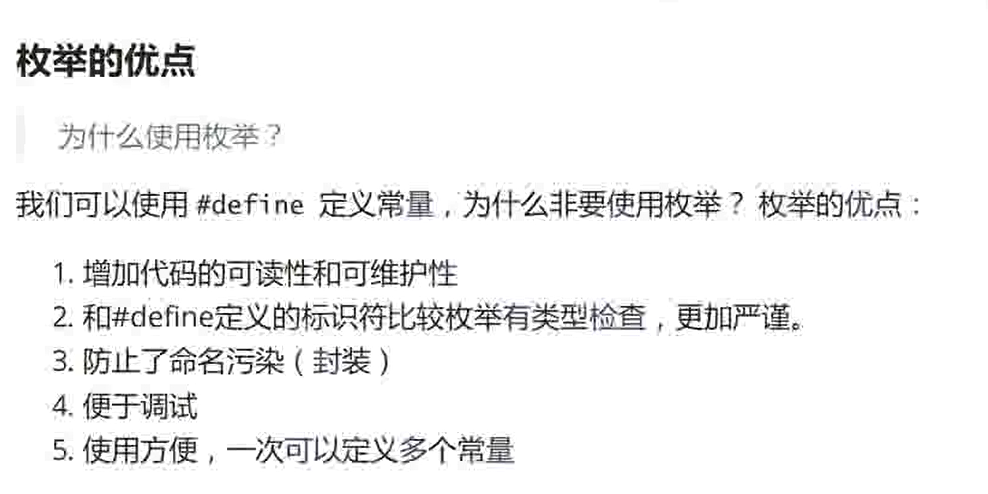 枚举的优点
为什么使用枚举？
我们可以使用 #define 定义常量，为什么非要使用枚举？ 枚举的优点：
1. 增加代码的可读性和可维护性
2. 和#define定义的标识符比较枚举有类型检查，更加严谨。
3. 防止了命名污染（封装）
4. 便于调试
5. 使用方便，一次可以定义多个常量